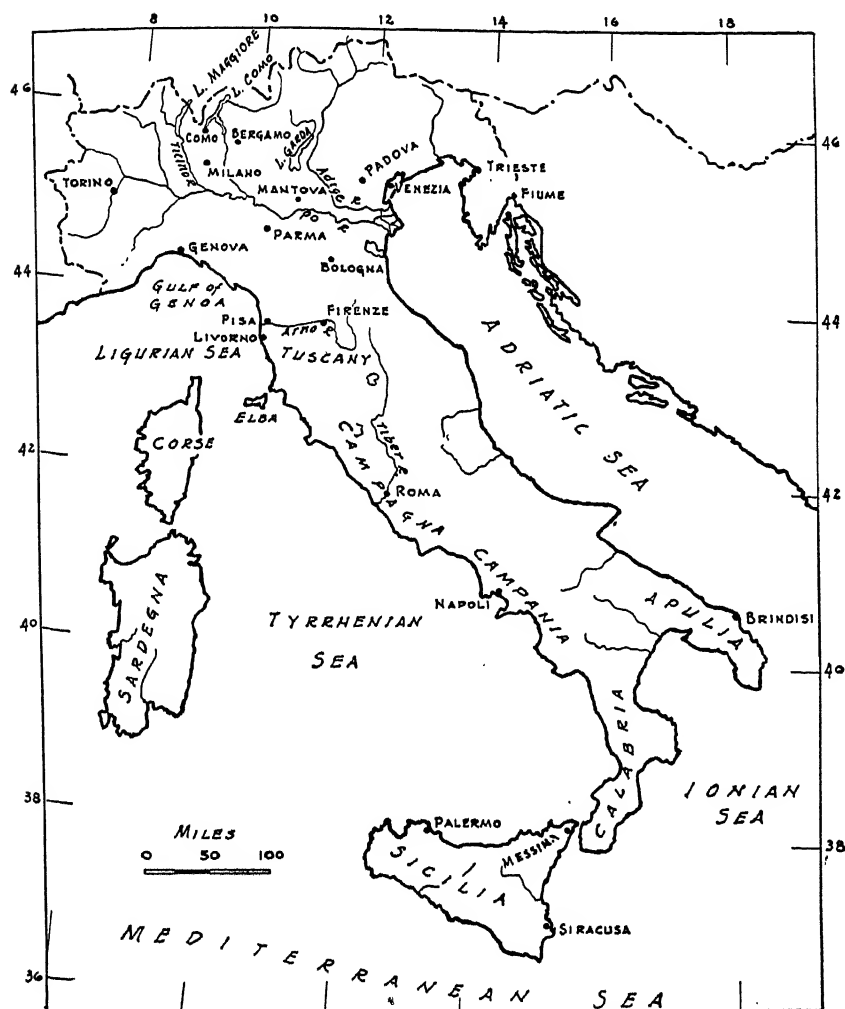 8 10 12 14 16 18
46
46
44
44
42
42
40
40
38
38
36
L. MAGGIORE
L. COMO
COMO
BERGAMO
L. GARDA
TICINO R
MILANO
Adige R
PADOVA
VENEZIA
TRIESTE
FIUME
TORINO
MANTOVA
PO R
PARMA
GENOVA
BOLOGNA
GULF of
GENOA
PISA
FIRENZE
Arno R
LIVORNO
LIGURIAN SEA
TUSCANY
ADRIATIC SEA
ELBA
CORSE
Tiber R
CAMPAGNA
ROMA
SARDEGNA
NAPOLI
CAMPANIA
APULIA
BRINDISI
TYRRHENIAN
SEA
CALABRIA
IONIAN
SEA
PALERMO
MESSINA
SICILIA
SIRACUSA
MILES
0 50 100
MEDITERRANEAN SEA